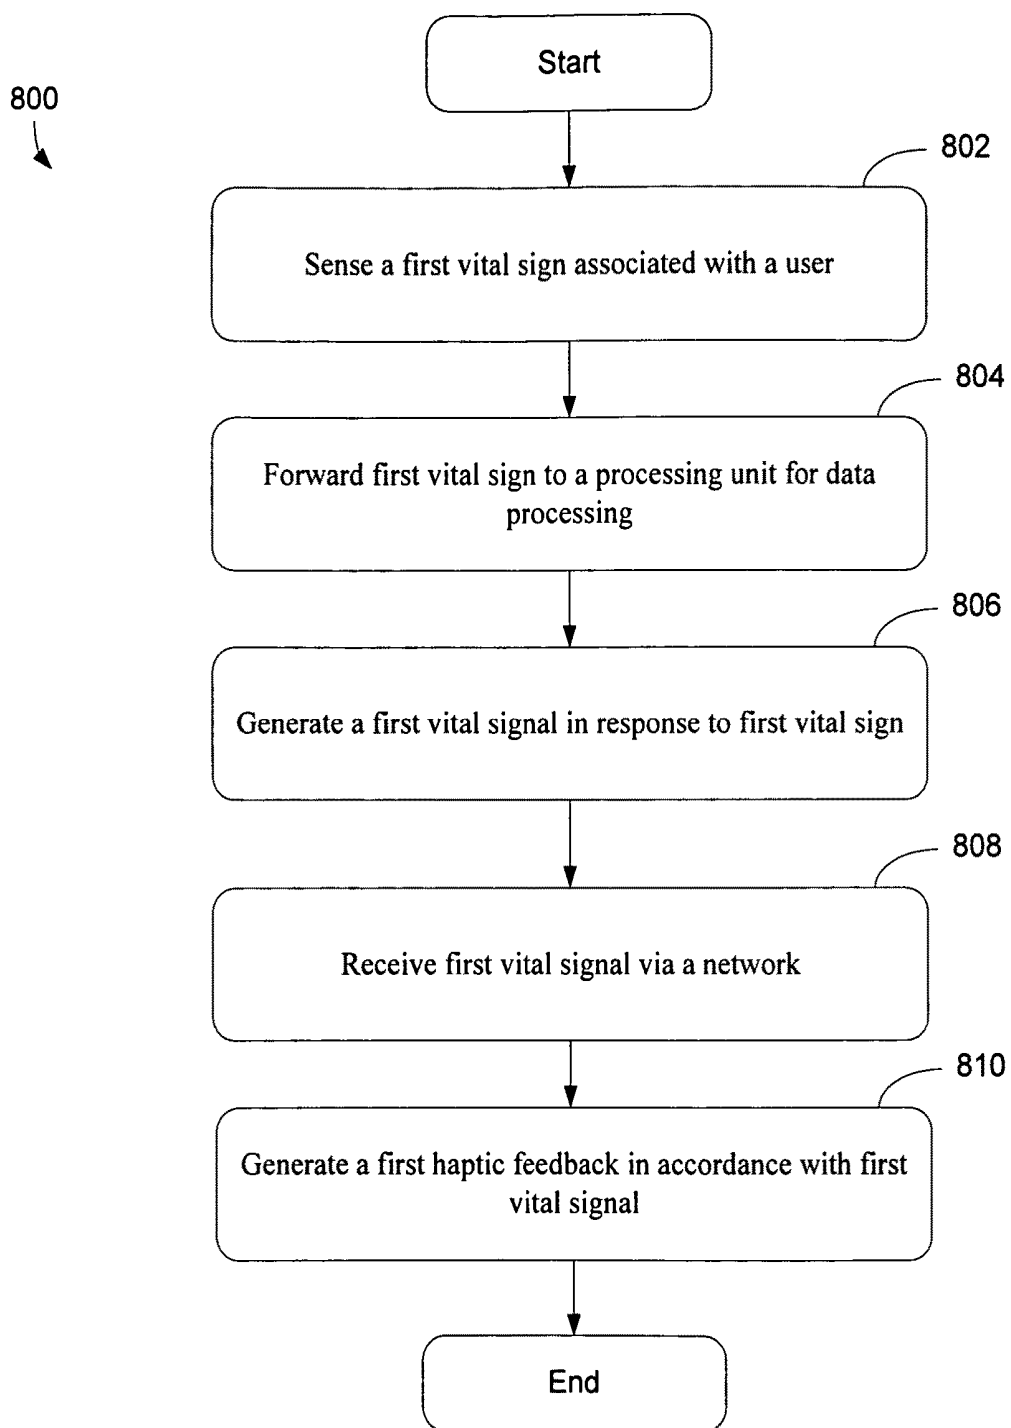 Start
800
802
Sense a first vital sign associated with a user
804
Forward first vital sign to a processing unit for data
processing
806
Generate a first vital signal in response to first vital sign
808
Receive first vital signal via a network
810
Generate a first haptic feedback in accordance with first
vital signal
End